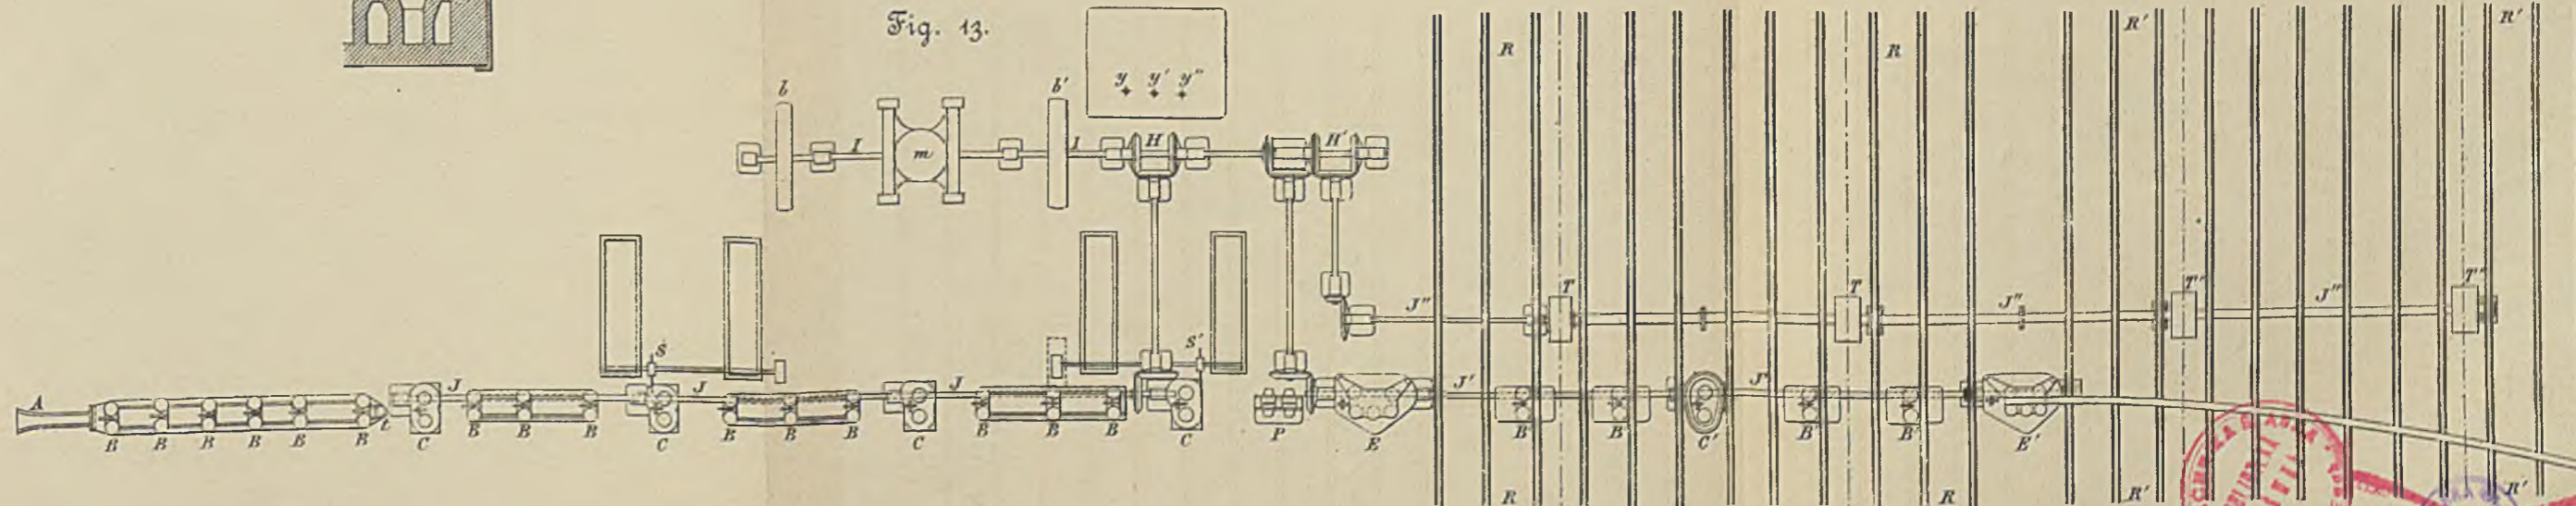 Fig. 13.
y y' y"
R R R' R'
b b'
I m I H H'
T T T" T"
J" J" J"
S S'
A J J J J' J'
B B B B B B t C B B B C B B B C B B B C P E B' B' C' B' B' E'
R R R' R'